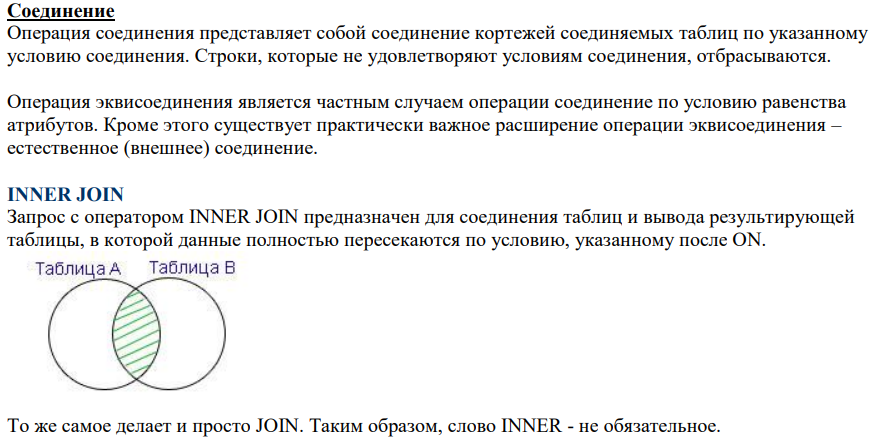 Соединение
Операция соединения представляет собой соединение кортежей соединяемых таблиц по указанному
условию соединения. Строки, которые не удовлетворяют условиям соединения, отбрасываются.
Операция эквисоединения является частным случаем операции соединение по условию равенства
атрибутов. Кроме этого существует практически важное расширение операции эквисоединения –
естественное (внешнее) соединение.
INNER JOIN
Запрос с оператором INNER JOIN предназначен для соединения таблиц и вывода результирующей
таблицы, в которой данные полностью пересекаются по условию, указанному после ON.
Таблица A Таблица B
То же самое делает и просто JOIN. Таким образом, слово INNER - не обязательное.